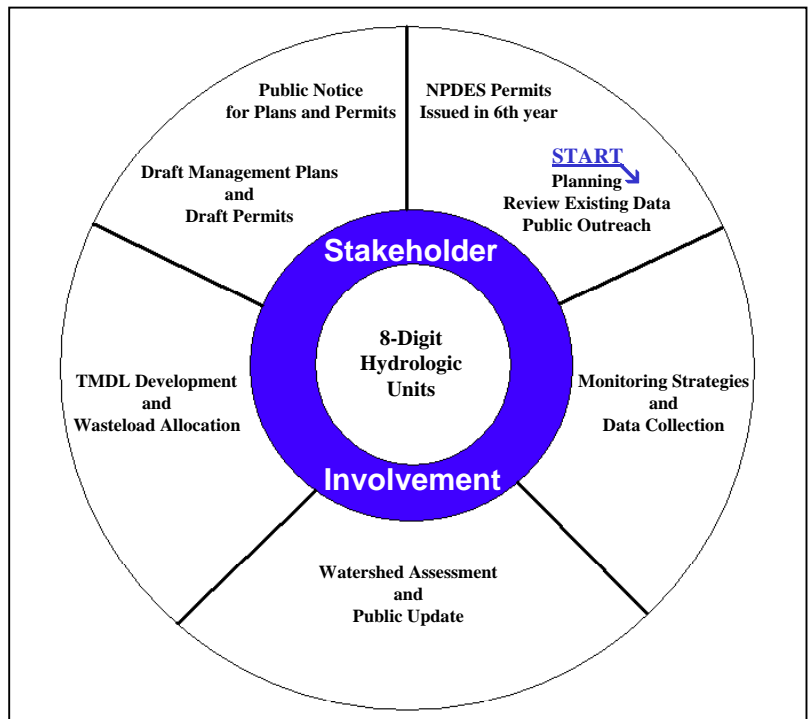 Public Notice
for Plans and Permits
Draft Management Plans
and
Draft Permits
NPDES Permits
Issued in 6th year
START
Planning
Review Existing Data
Public Outreach
Stakeholder
8-Digit
Hydrologic
Units
Involvement
TMDL Development
and
Wasteload Allocation
Monitoring Strategies
and
Data Collection
Watershed Assessment
and
Public Update